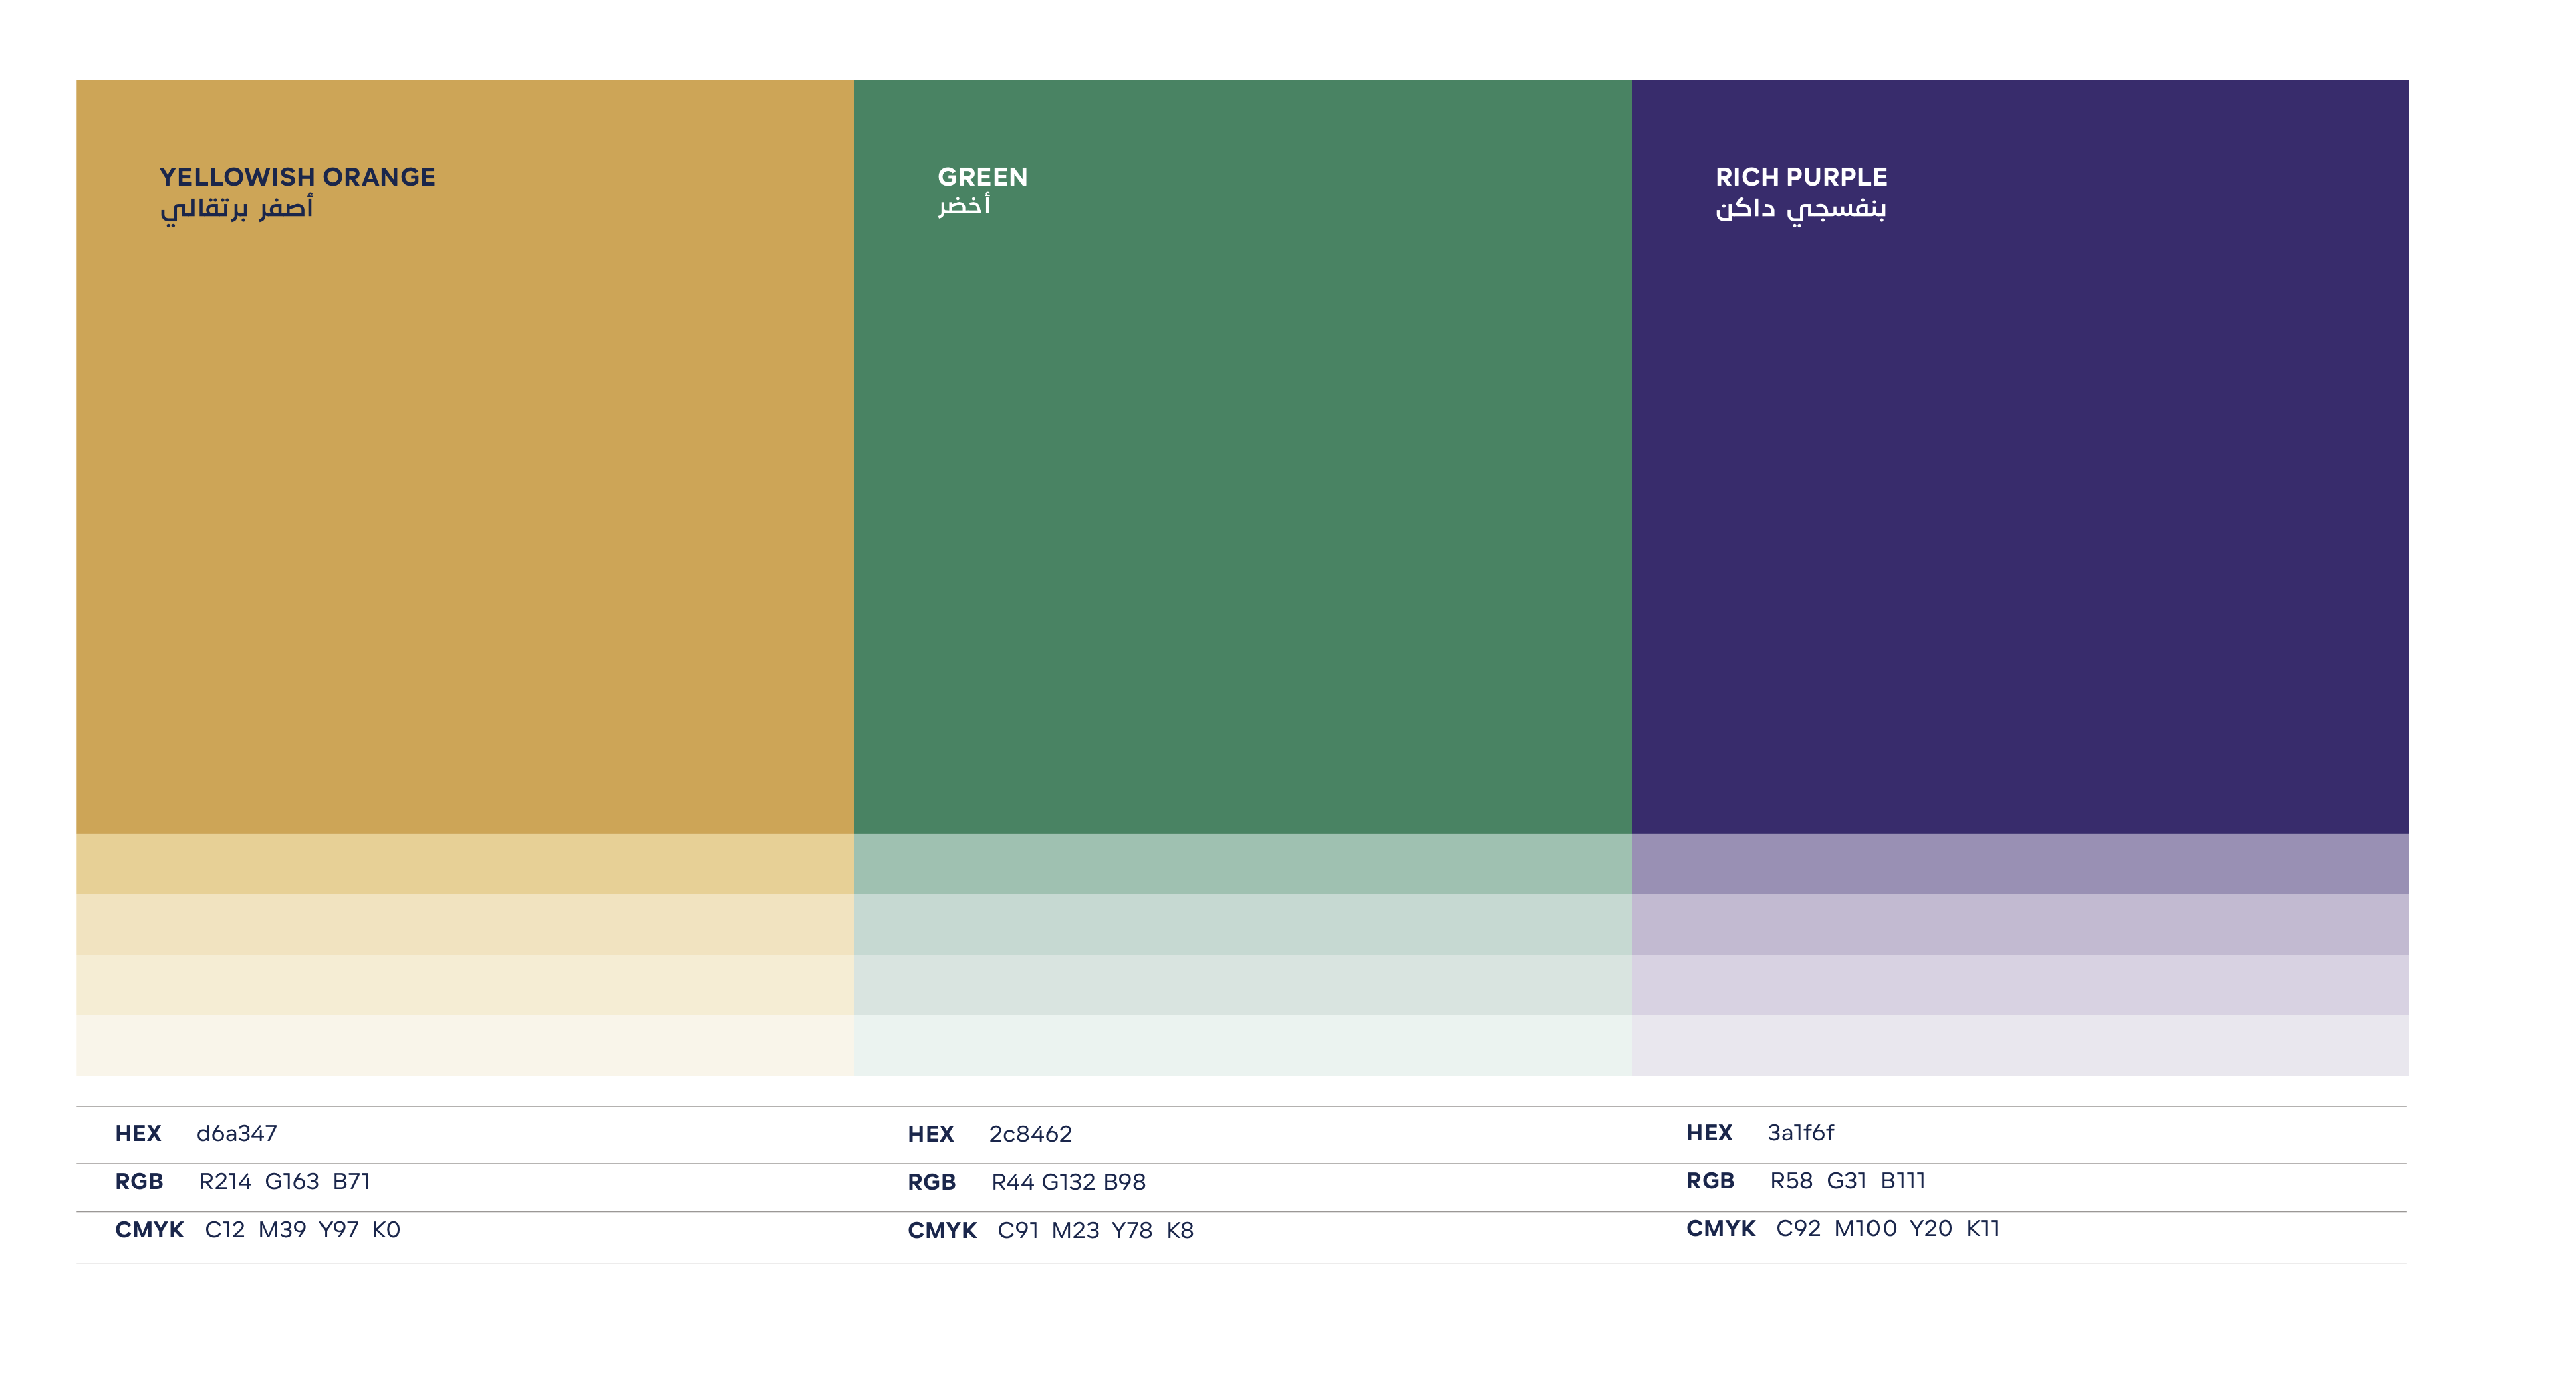 YELLOWISH ORANGE
أصفر برتقالي
GREEN
أخضر
RICH PURPLE
بنفسجي داكن
HEX d6a347
RGB R214 G163 B71
CMYK C12 M39 Y97 K0
HEX 2c8462
RGB R44 G132 B98
CMYK C91 M23 Y78 K8
HEX 3a1f6f
RGB R58 G31 B111
CMYK C92 M100 Y20 K11